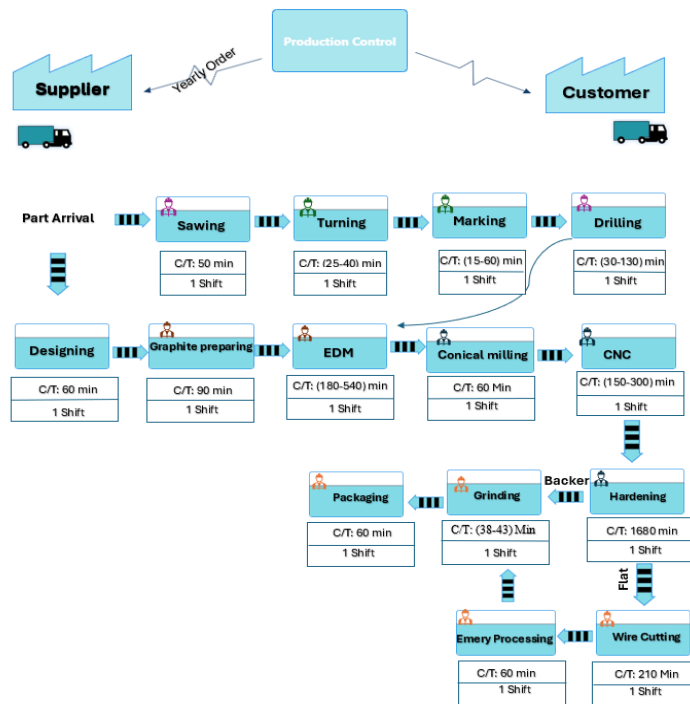 Production Control
Yearly Order
Supplier
Customer
Part Arrival
Sawing
Turning
Marking
Drilling
C/T: 50 min
1 Shift
C/T: (25-40) min
1 Shift
C/T: (15-60) min
1 Shift
C/T: (30-130) min
1 Shift
Designing
Graphite preparing
EDM
Conical milling
CNC
C/T: 60 min
1 Shift
C/T: 90 min
1 Shift
C/T: (180-540) min
1 Shift
C/T: 60 Min
1 Shift
C/T: (150-300) min
1 Shift
Packaging
Grinding
Backer
Hardening
C/T: 60 min
1 Shift
C/T: (38-43) Min
1 Shift
C/T: 1680 min
1 Shift
Flat
Emery Processing
Wire Cutting
C/T: 60 min
1 Shift
C/T: 210 Min
1 Shift